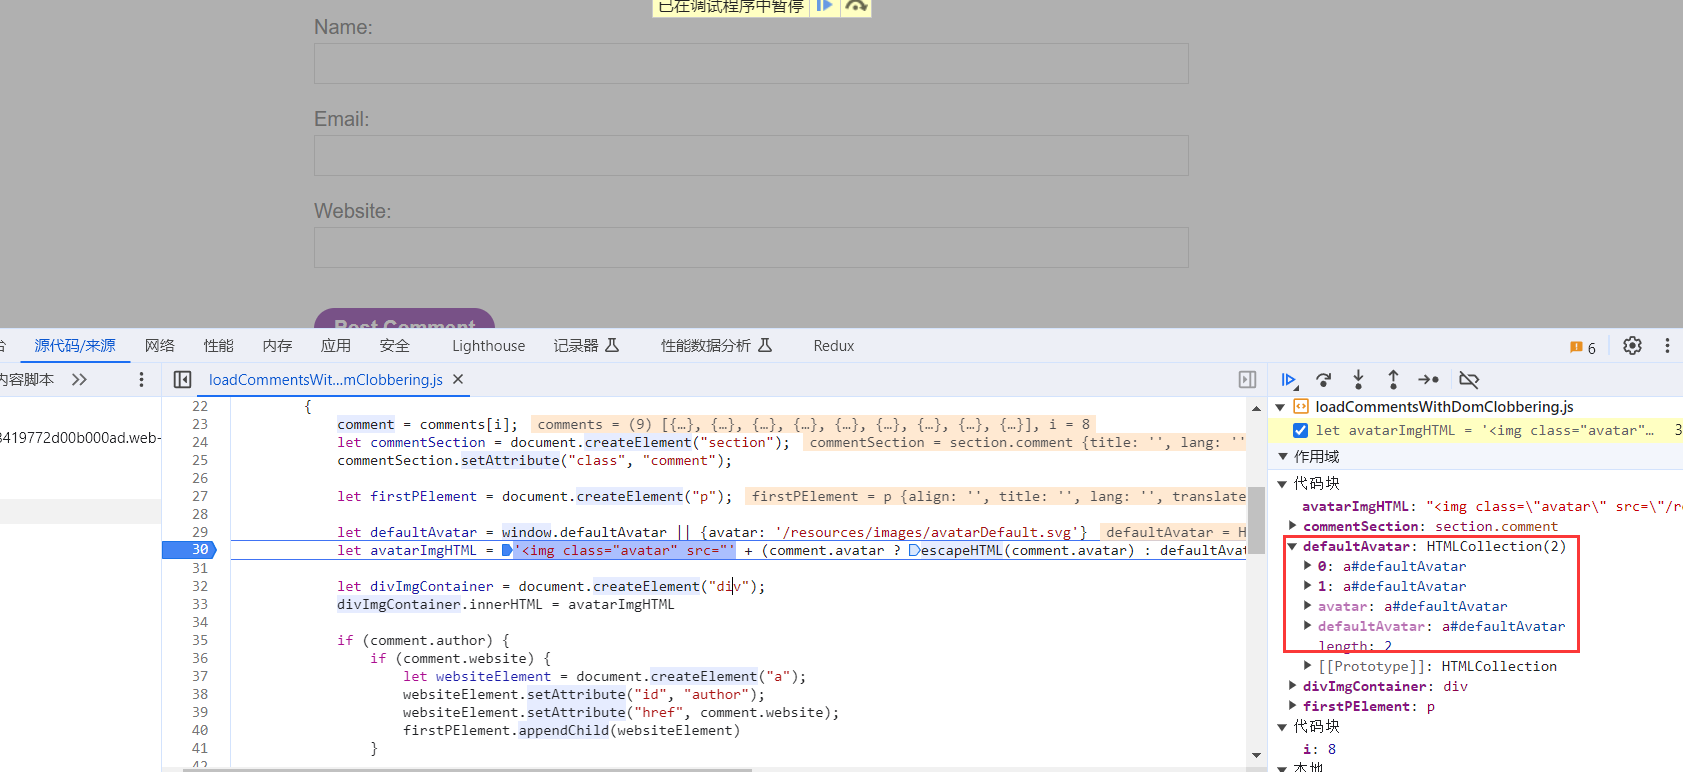 已在调试程序中暂停
Name:
Email:
Website:
Post Comment
台 源代码/来源 网络 性能 内存 应用 安全 Lighthouse 记录器 性能数据分析 Redux 6
内容脚本
loadCommentsWit...mClobbering.js
3419772d00b000ad.web-
22 {
23 comment = comments[i]; comments = (9) [{…}, {…}, {…}, {…}, {…}, {…}, {…}, {…}, {…}], i = 8
24 let commentSection = document.createElement("section"); commentSection = section.comment {title: '', lang: ''
25 commentSection.setAttribute("class", "comment");
26
27 let firstPElement = document.createElement("p"); firstPElement = p {align: '', title: '', lang: '', translate
28
29 let defaultAvatar = window.defaultAvatar || {avatar: '/resources/images/avatarDefault.svg'} defaultAvatar = H
30 let avatarImgHTML = '<img class="avatar" src="' + (comment.avatar ? escapeHTML(comment.avatar) : defaultAvat
31
32 let divImgContainer = document.createElement("div");
33 divImgContainer.innerHTML = avatarImgHTML
34
35 if (comment.author) {
36 if (comment.website) {
37 let websiteElement = document.createElement("a");
38 websiteElement.setAttribute("id", "author");
39 websiteElement.setAttribute("href", comment.website);
40 firstPElement.appendChild(websiteElement)
41 }
42
loadCommentsWithDomClobbering.js
let avatarImgHTML = '<img class="avatar"… 3
作用域
代码块
avatarImgHTML: "<img class=\"avatar\" src=\"/r
commentSection: section.comment
defaultAvatar: HTMLCollection(2)
0: a#defaultAvatar
1: a#defaultAvatar
avatar: a#defaultAvatar
defaultAvatar: a#defaultAvatar
length: 2
[[Prototype]]: HTMLCollection
divImgContainer: div
firstPElement: p
代码块
i: 8
本地